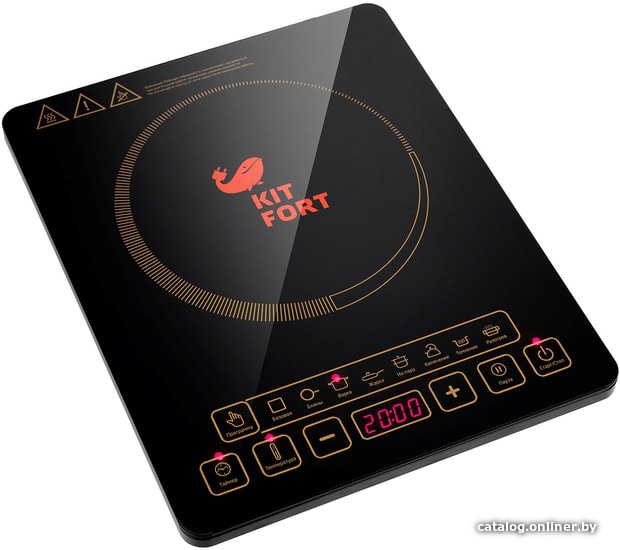 KIT
FORT
Программы
Базовая
Блины
Варка
Жарка
На пару
Кипячение
Томление
Разогрев
Таймер
Температура
20:00
Пауза
Старт/Стоп
catalog.onliner.by